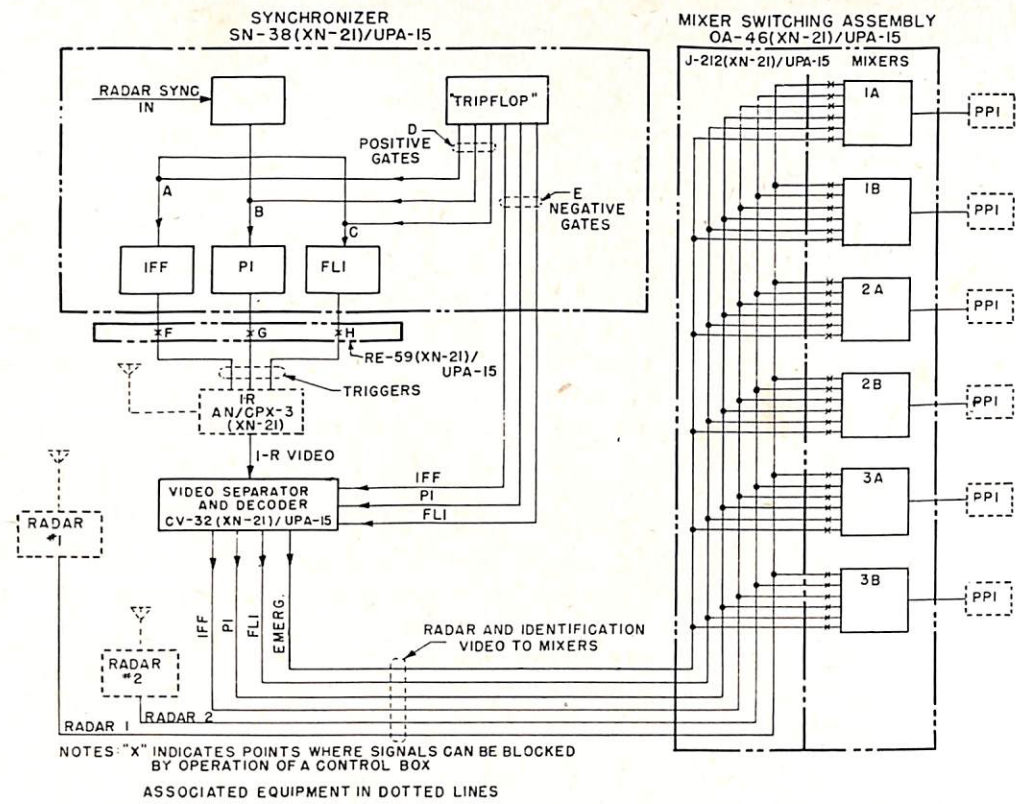 SYNCHRONIZER
SN-38(XN-21)/UPA-15
MIXER SWITCHING ASSEMBLY
OA-46(XN-21)/UPA-15
J-212(XN-21)/UPA-15
MIXERS
RADAR SYNC
IN
"TRIPFLOP"
D
POSITIVE
GATES
E
NEGATIVE
GATES
A
B
C
IFF
PI
FLI
F
G
H
RE-59(XN-21)/
UPA-15
TRIGGERS
I-R
AN/CPX-3
(XN-21)
I-R VIDEO
VIDEO SEPARATOR
AND DECODER
CV-32(XN-21)/UPA-15
IFF
PI
FLI
RADAR
#1
RADAR
#2
IFF
PI
FLI
EMERG.
RADAR AND IDENTIFICATION
VIDEO TO MIXERS
RADAR 1
RADAR 2
1A
PPI
1B
PPI
2A
PPI
2B
PPI
3A
PPI
3B
PPI
NOTES: "X" INDICATES POINTS WHERE SIGNALS CAN BE BLOCKED
BY OPERATION OF A CONTROL BOX
ASSOCIATED EQUIPMENT IN DOTTED LINES